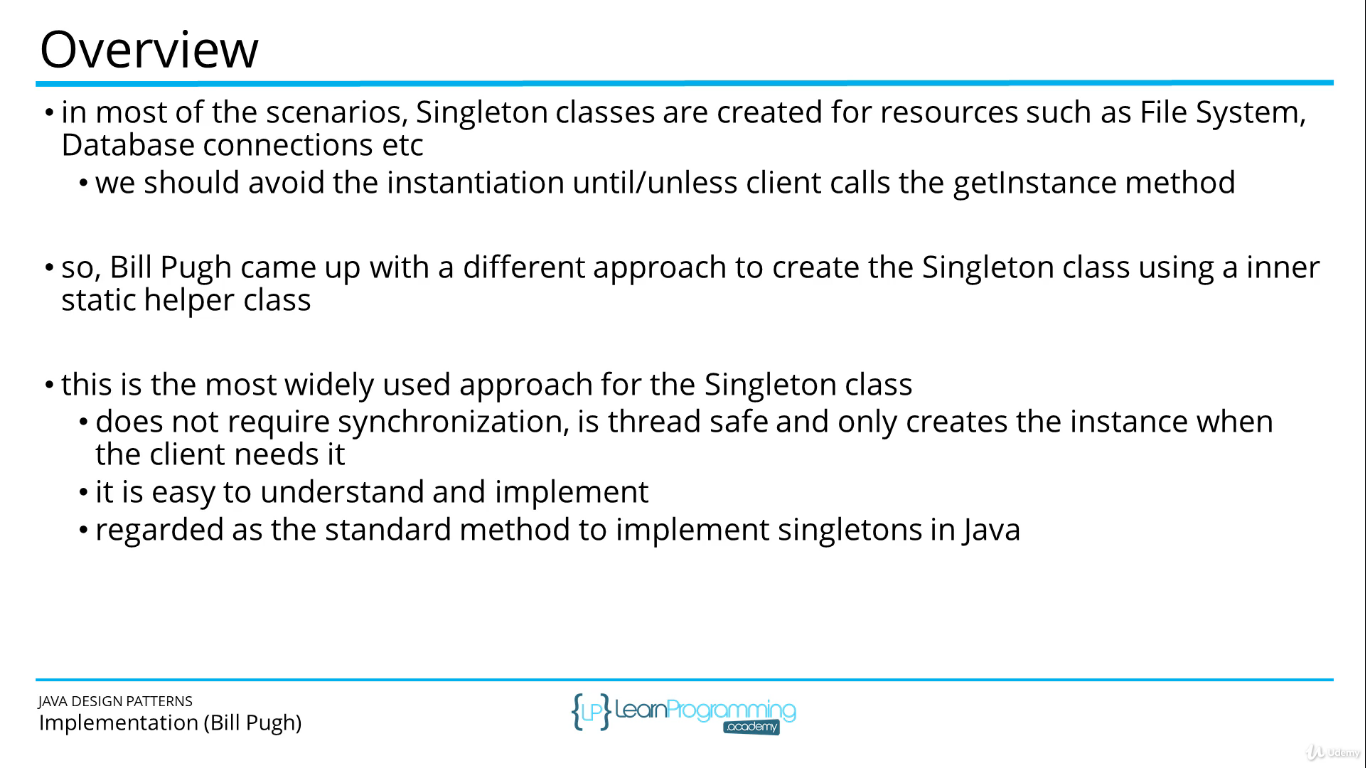 Overview
• in most of the scenarios, Singleton classes are created for resources such as File System,
Database connections etc
• we should avoid the instantiation until/unless client calls the getInstance method
• so, Bill Pugh came up with a different approach to create the Singleton class using a inner
static helper class
• this is the most widely used approach for the Singleton class
• does not require synchronization, is thread safe and only creates the instance when
the client needs it
• it is easy to understand and implement
• regarded as the standard method to implement singletons in Java
JAVA DESIGN PATTERNS
Implementation (Bill Pugh)
{LP} LearnProgramming
.academy
Udemy